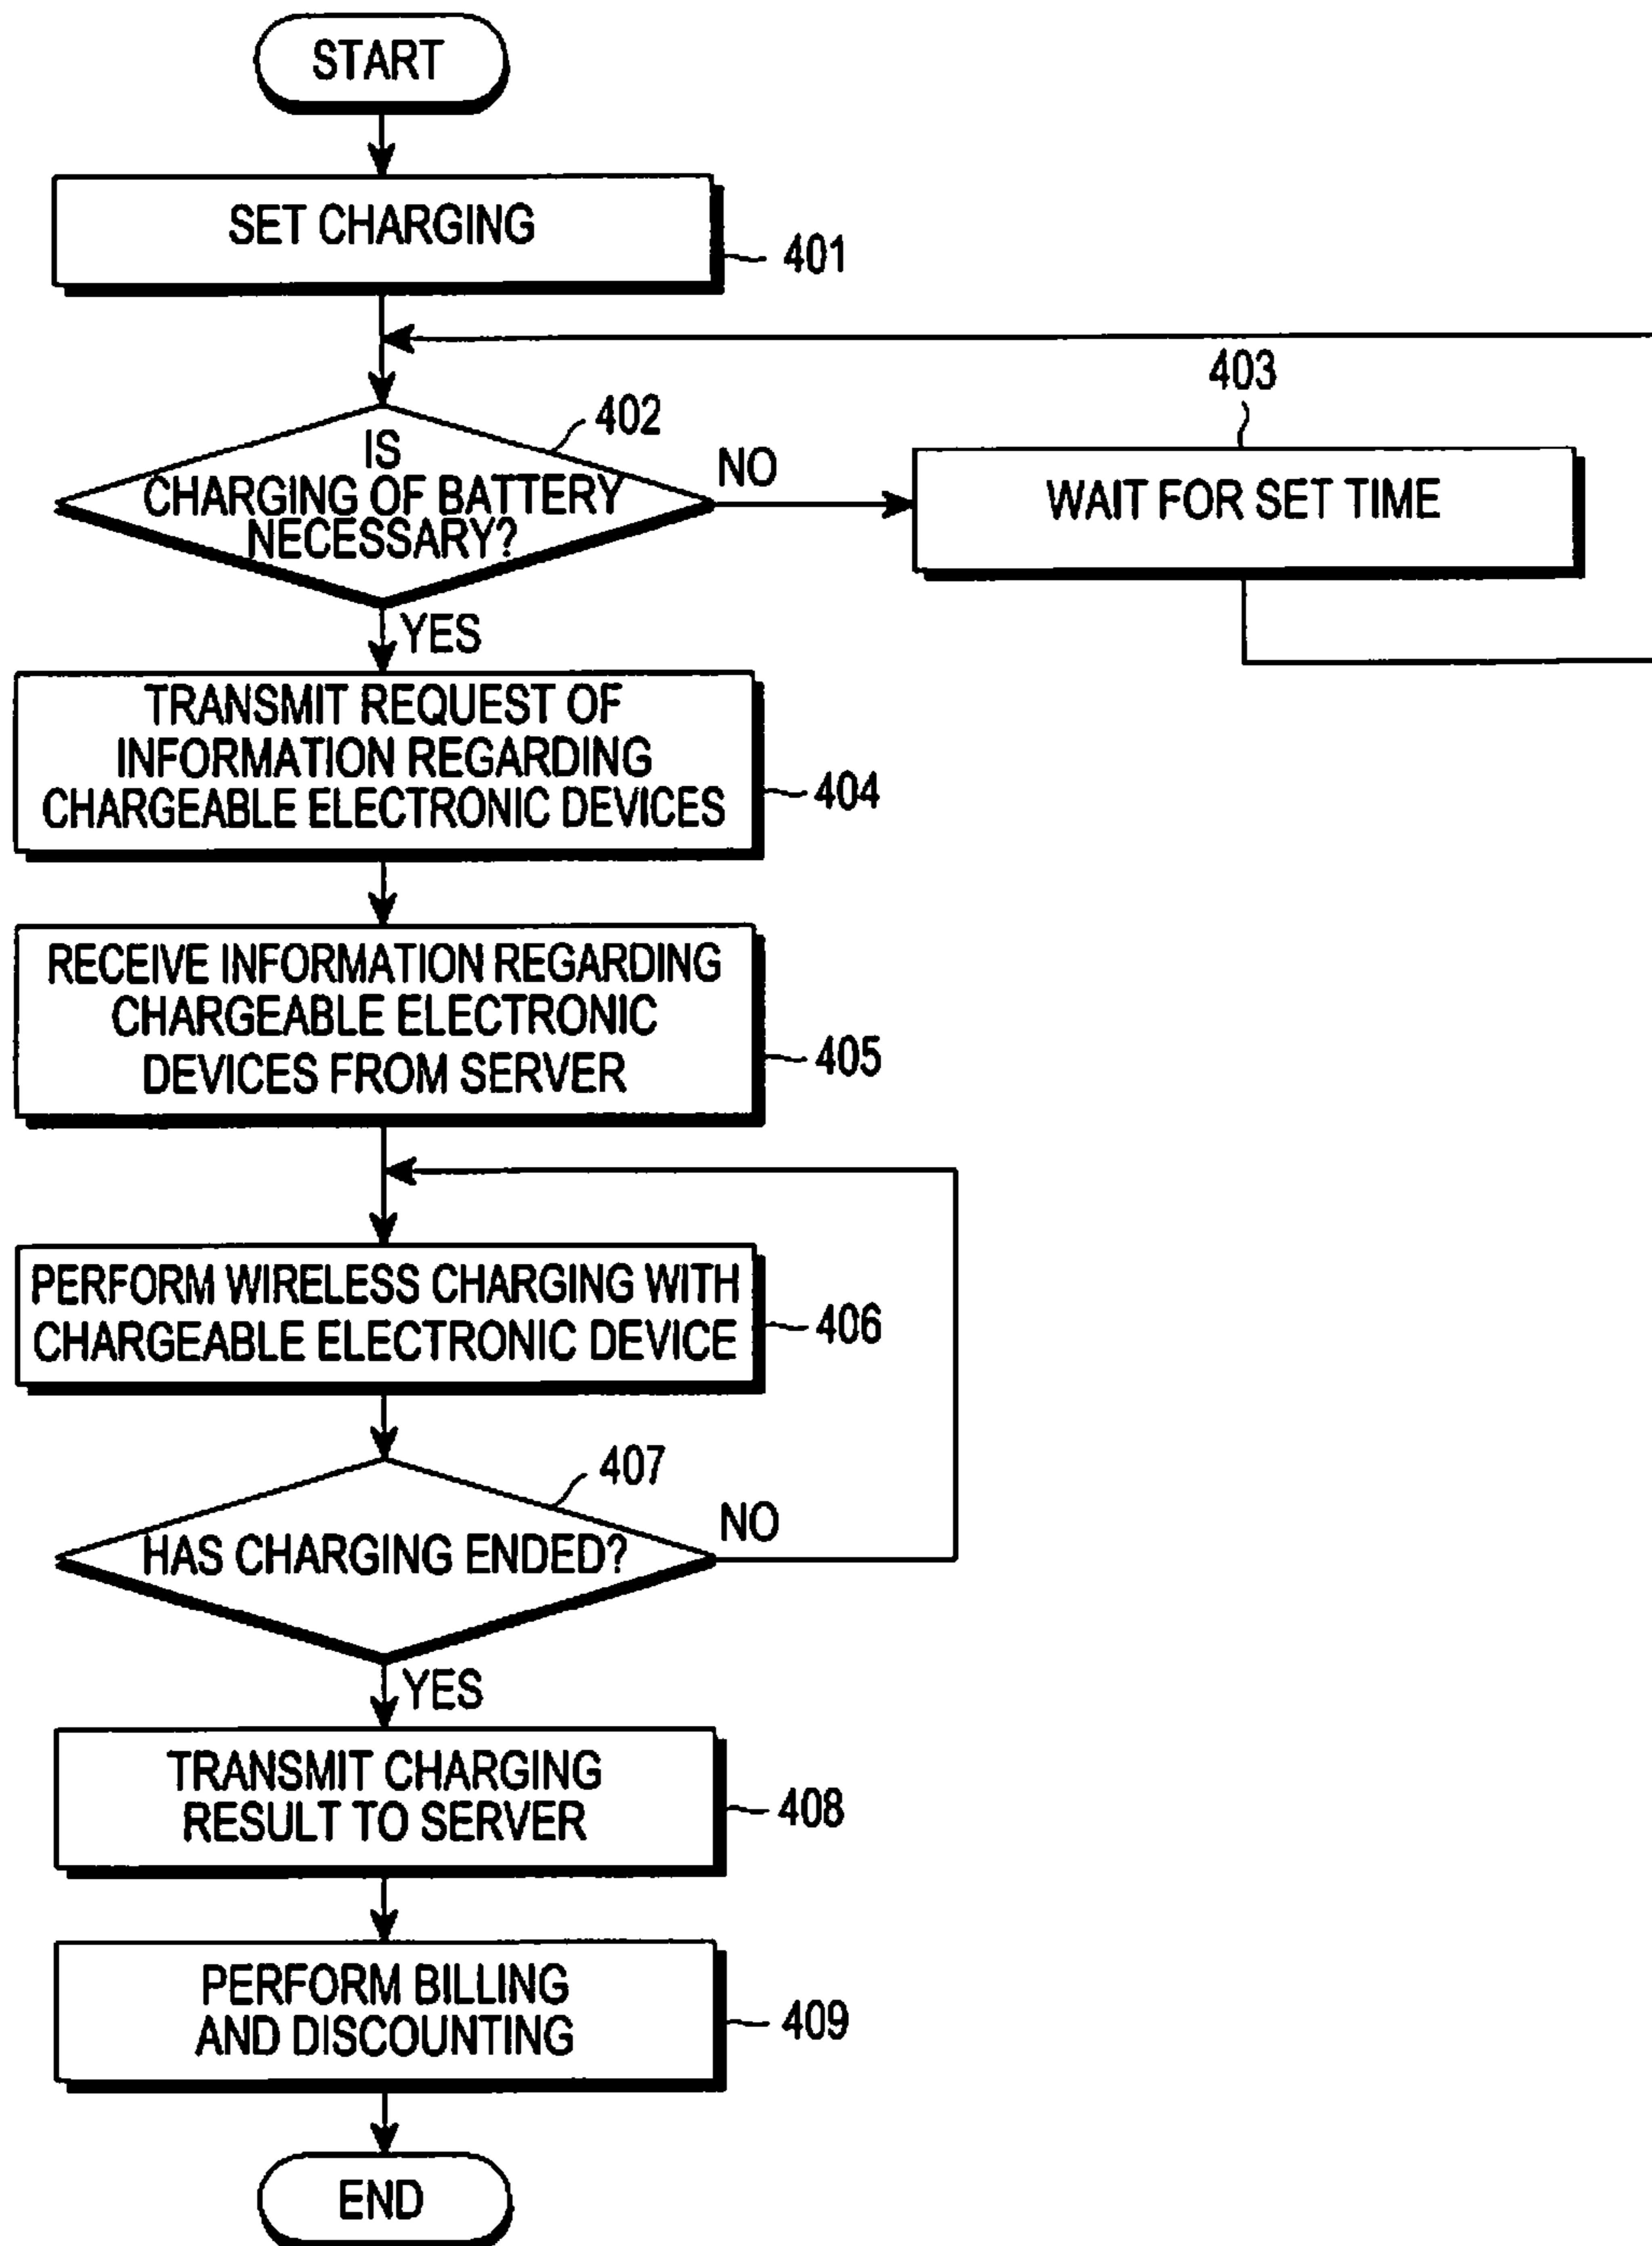 START
SET CHARGING
401
402
IS
CHARGING OF BATTERY
NECESSARY?
NO
403
WAIT FOR SET TIME
YES
TRANSMIT REQUEST OF
INFORMATION REGARDING
CHARGEABLE ELECTRONIC DEVICES
404
RECEIVE INFORMATION REGARDING
CHARGEABLE ELECTRONIC
DEVICES FROM SERVER
405
PERFORM WIRELESS CHARGING WITH
CHARGEABLE ELECTRONIC DEVICE
406
407
HAS CHARGING ENDED?
NO
YES
TRANSMIT CHARGING
RESULT TO SERVER
408
PERFORM BILLING
AND DISCOUNTING
409
END